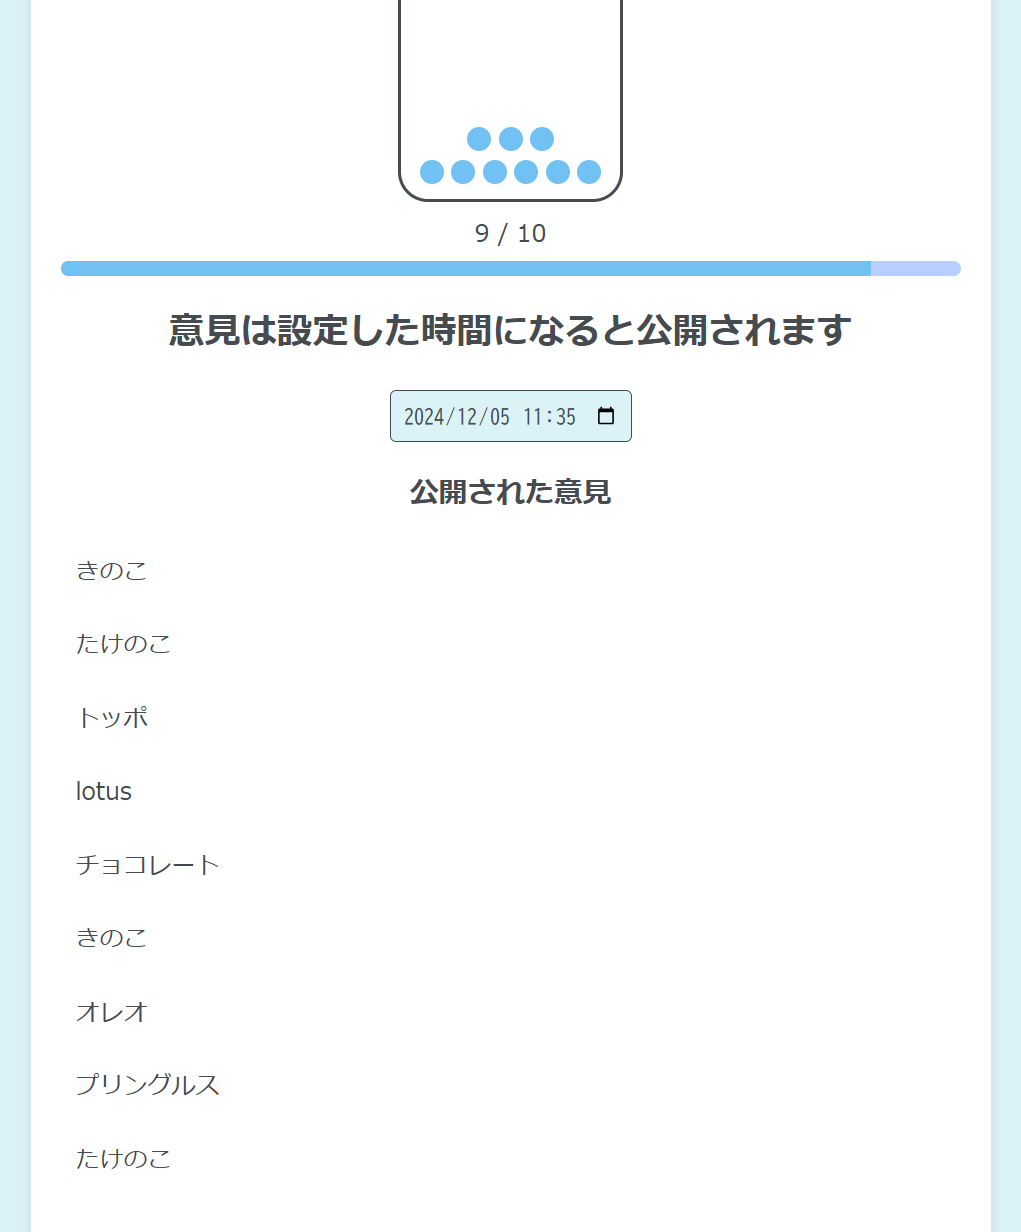 9 / 10
意見は設定した時間になると公開されます
2024/12/05 11:35
公開された意見
きのこ
たけのこ
トッポ
lotus
チョコレート
きのこ
オレオ
プリングルス
たけのこ